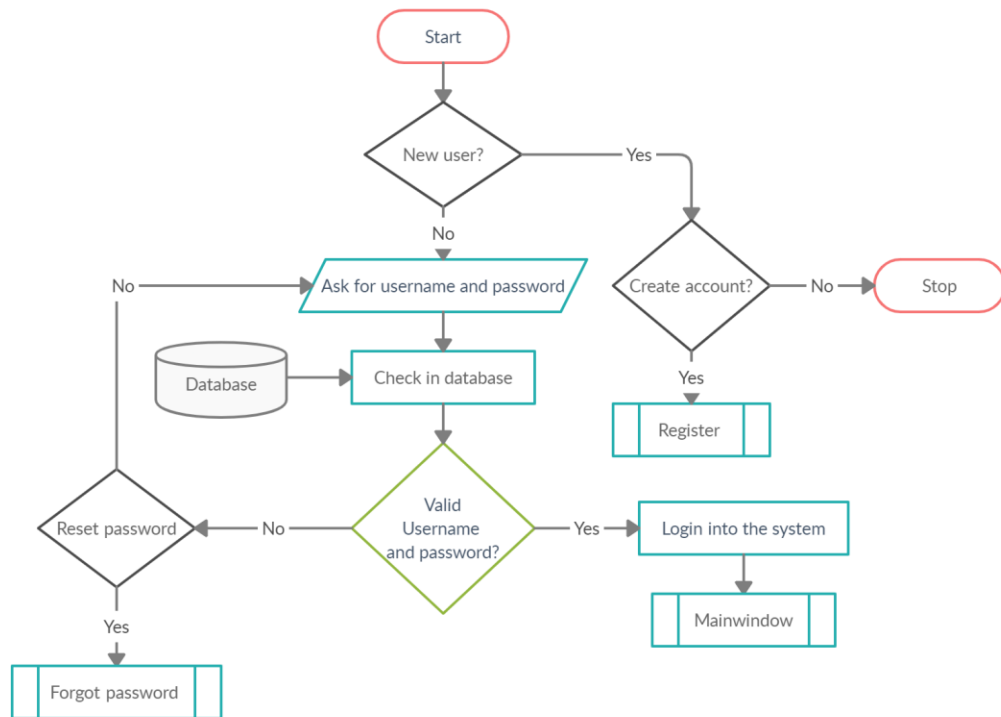 Start
New user?
Yes
No
No
Ask for username and password
Create account?
No
Stop
Database
Check in database
Yes
Register
Reset password
No
Valid
Username
and password?
Yes
Login into the system
Yes
Mainwindow
Forgot password